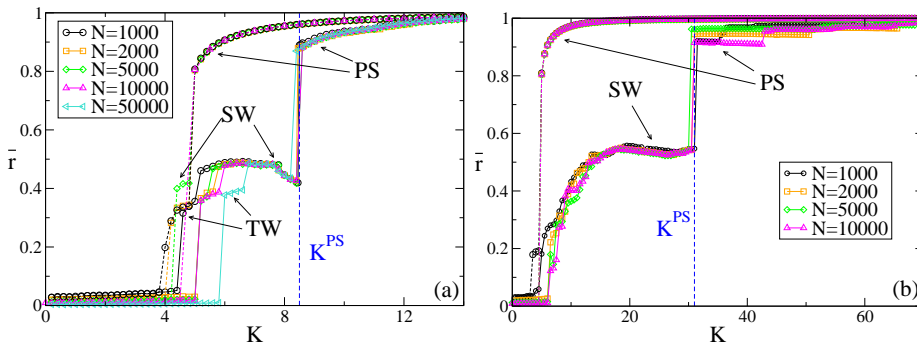 N=1000
N=2000
N=5000
N=10000
N=50000
PS
SW
TW
K^PS
(a)
1
0.8
0.6
0.4
0.2
0
r̄
0 4 8 12
K
N=1000
N=2000
N=5000
N=10000
PS
SW
K^PS
(b)
1
0.8
0.6
0.4
0.2
0
r̄
0 20 40 60
K